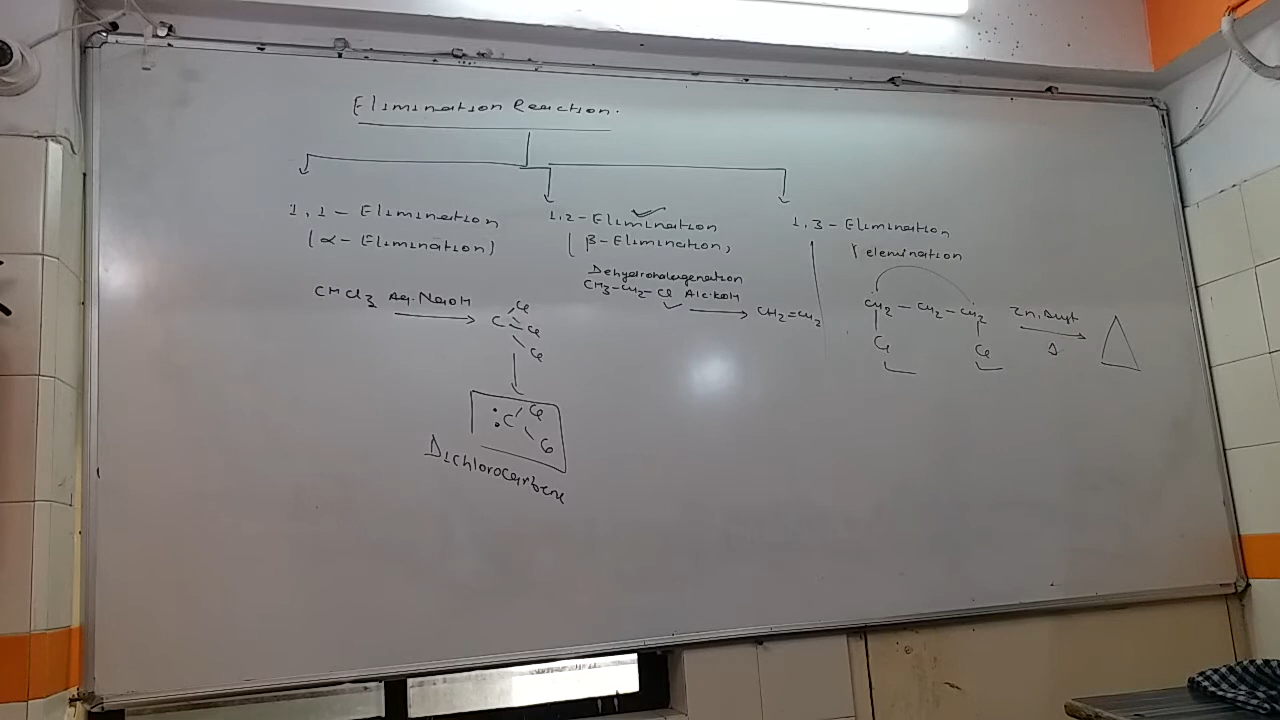 Elimination Reaction.
1,1- Elimination
(α- Elimination)
CHCl3 Aq. NaOH
C Cl Cl Cl
:C Cl Cl
Dichlorocarbene
1,2- Elimination
(β-Elimination)
Dehydrohalogenation
CH3-CH2-Cl Alc.KOH CH2=CH2
1,3-Elimination
γ elemination
CH2 - CH2 - CH2 Zn, Dust
Cl Cl Δ